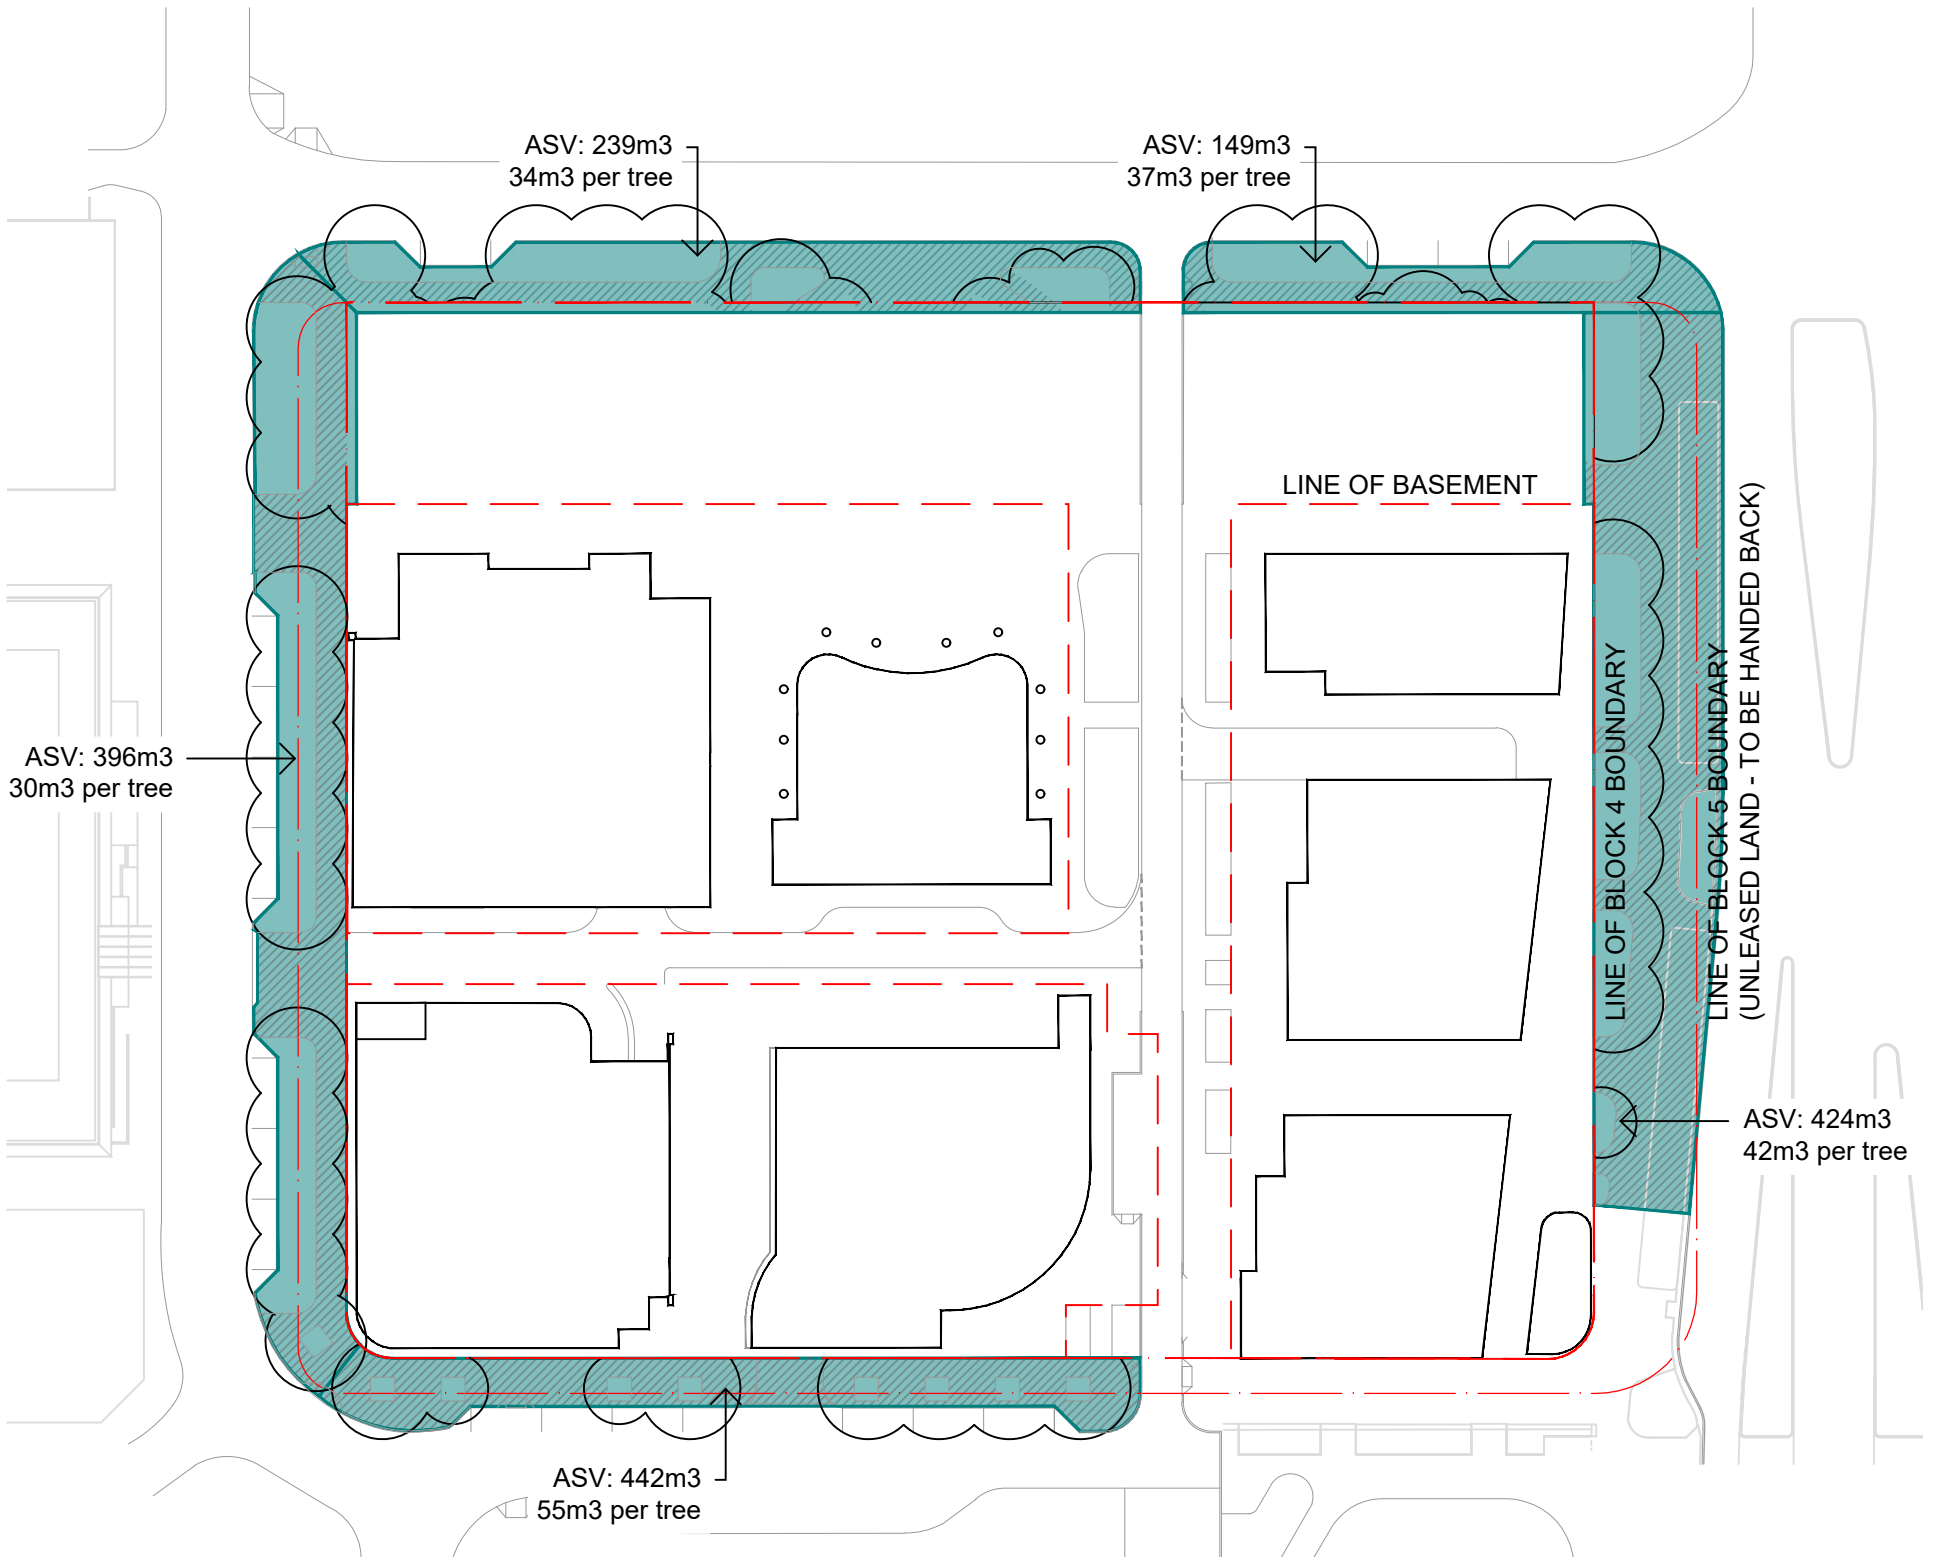 ASV: 239m3
34m3 per tree
ASV: 149m3
37m3 per tree
LINE OF BASEMENT
LINE OF BLOCK 4 BOUNDARY
LINE OF BLOCK 5 BOUNDARY
(UNLEASED LAND - TO BE HANDED BACK)
ASV: 396m3
30m3 per tree
ASV: 424m3
42m3 per tree
ASV: 442m3
55m3 per tree